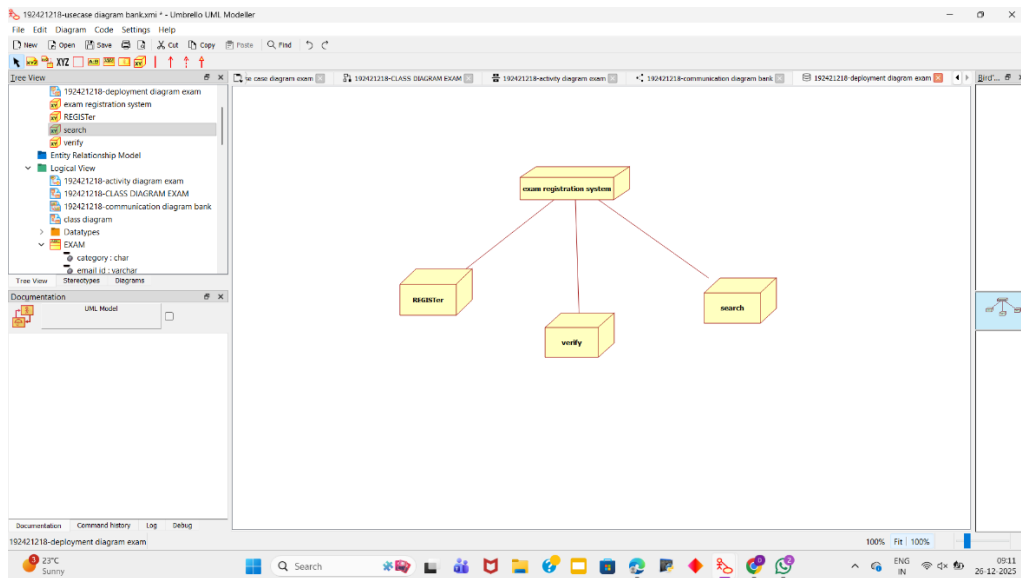 192421218-usecase diagram bank.xmi * - Umbrello UML Modeller
File Edit Diagram Code Settings Help
New Open Save Cut Copy Paste Find
XYZ
Tree View
se case diagram exam
192421218-CLASS DIAGRAM EXAM
192421218-activity diagram exam
192421218-communication diagram bank
192421218-deployment diagram exam
Bird'...
192421218-deployment diagram exam
exam registration system
REGISTer
search
verify
Entity Relationship Model
Logical View
192421218-activity diagram exam
192421218-CLASS DIAGRAM EXAM
192421218-communication diagram bank
class diagram
Datatypes
EXAM
category : char
email id : varchar
Tree View Stereotypes Diagrams
Documentation
UML Model
exam registration system
REGISTer
search
verify
Documentation Command history Log Debug
192421218-deployment diagram exam
100% Fit 100%
3
23°C
Sunny
Search
2
ENG
IN
09:11
26-12-2025